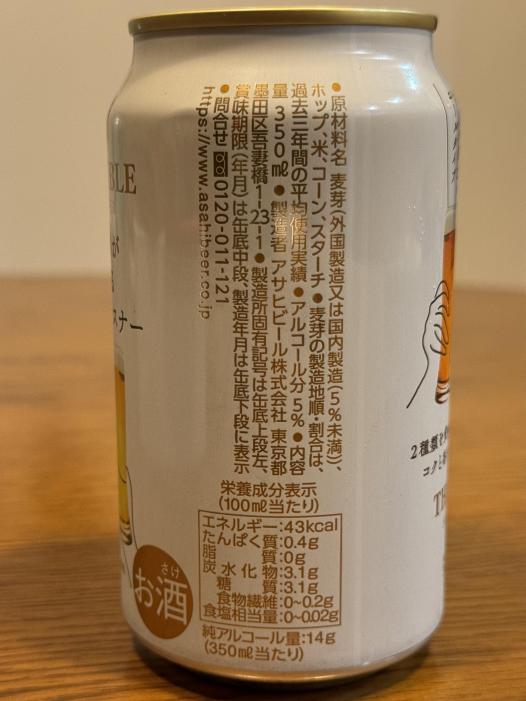 BLE
が
スナー
●原材料名 麦芽(外国製造又は国内製造(5%未満))、
ホップ、米、コーン、スターチ ●麦芽の製造地順・割合は、
過去三年間の平均使用実績 ●アルコール分 5% ●内容
量 350ml ●製造者 アサヒビール株式会社 東京都
墨田区吾妻橋1-23-1 ●製造所固有記号は缶底上段左、
賞味期限(年月)は缶底中段、製造年月は缶底下段に表示
●問合せ 0120-011-121
https://www.asahibeer.co.jp
栄養成分表示
(100ml当たり)
エネルギー:43kcal
たんぱく質:0.4g
脂質:0g
炭水化物:3.1g
糖質:3.1g
食物繊維:0~0.2g
食塩相当量:0~0.02g
純アルコール量:14g
(350ml当たり)
さけ
お酒
2種類を
コクと
T